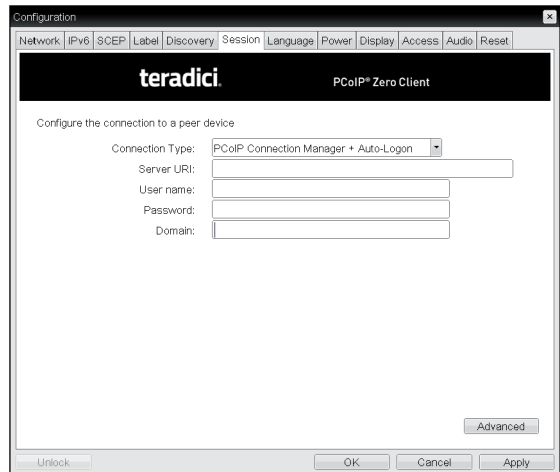 Configuration
Network IPv6 SCEP Label Discovery Session Language Power Display Access Audio Reset
teradici. PCoIP® Zero Client
Configure the connection to a peer device
Connection Type: PCoIP Connection Manager + Auto-Logon
Server URI:
User name:
Password:
Domain:
Advanced
Unlock OK Cancel Apply